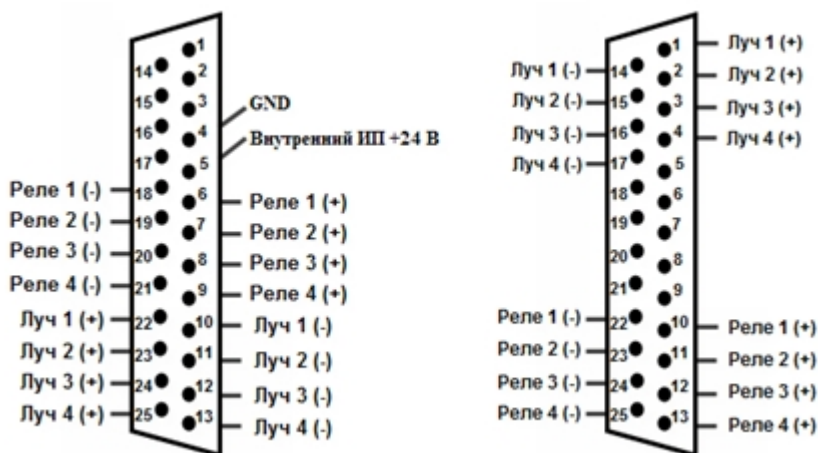 1
14
2
15
3
GND
16
4
Внутренний ИП +24 В
17
5
Реле 1 (-)
18
6
Реле 1 (+)
Реле 2 (-)
19
7
Реле 2 (+)
Реле 3 (-)
20
8
Реле 3 (+)
Реле 4 (-)
21
9
Реле 4 (+)
Луч 1 (+)
22
10
Луч 1 (-)
Луч 2 (+)
23
11
Луч 2 (-)
Луч 3 (+)
24
12
Луч 3 (-)
Луч 4 (+)
25
13
Луч 4 (-)
1
Луч 1 (+)
Луч 1 (-)
14
2
Луч 2 (+)
Луч 2 (-)
15
3
Луч 3 (+)
Луч 3 (-)
16
4
Луч 4 (+)
Луч 4 (-)
17
5
18
6
19
7
20
8
21
9
Реле 1 (-)
22
10
Реле 1 (+)
Реле 2 (-)
23
11
Реле 2 (+)
Реле 3 (-)
24
12
Реле 3 (+)
Реле 4 (-)
25
13
Реле 4 (+)